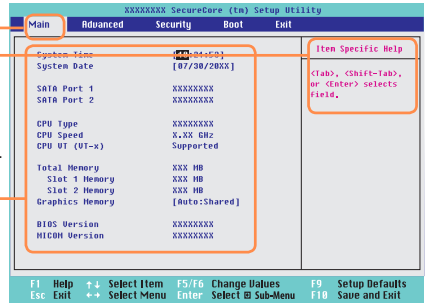 XXXXXXXX SecureCore (tm) Setup Utility
Main Advanced Security Boot Exit
System Time
System Date [07/30/20XX]
SATA Port 1 XXXXXXXX
SATA Port 2 XXXXXXXX
CPU Type XXXXXXXX
CPU Speed X.XX GHz
CPU VT (VT-x) Supported
Total Memory XXX MB
Slot 1 Memory XXX MB
Slot 2 Memory XXX MB
Graphics Memory [Auto:Shared]
BIOS Version XXXXXXXX
MICOM Version XXXXXXXX
Item Specific Help
<Tab>, <Shift-Tab>,
or <Enter> selects
field.
F1 Help ↑↓ Select Item F5/F6 Change Values F9 Setup Defaults
Esc Exit ←→ Select Menu Enter Select ⊞ Sub-Menu F10 Save and Exit